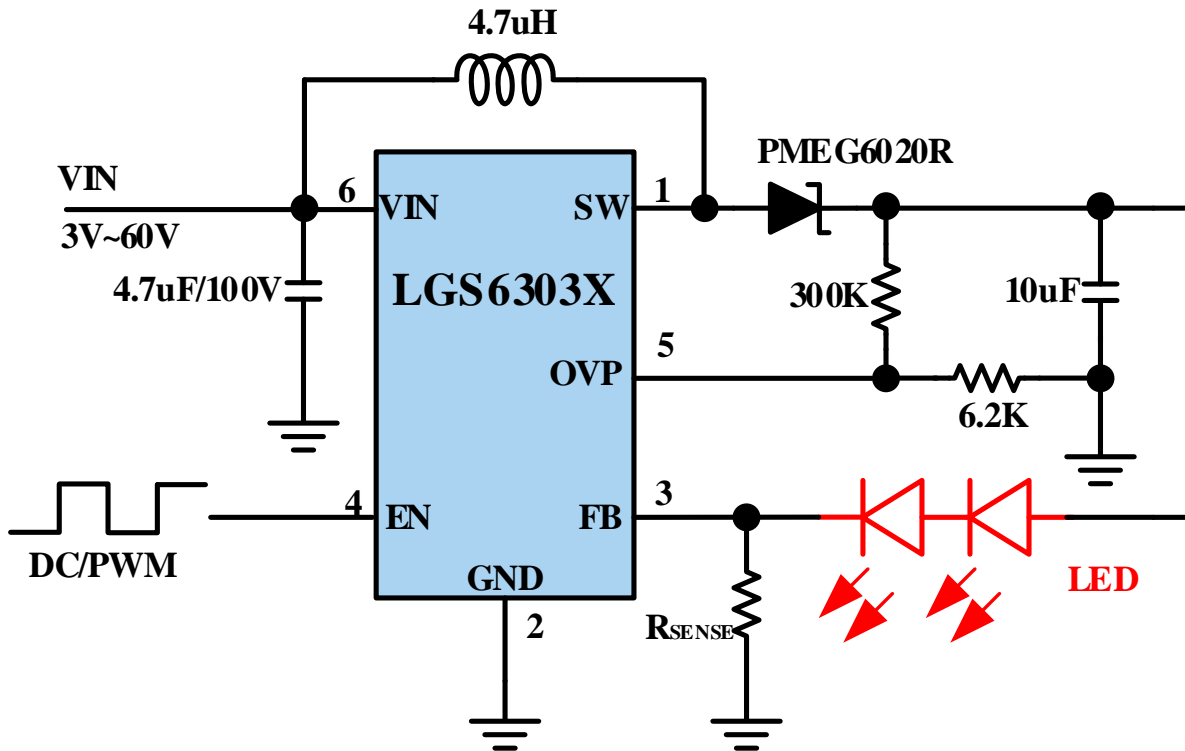 4.7uH
PMEG6020R
VIN
6
VIN
SW
1
3V~60V
4.7uF/100V
LGS6303X
300K
10uF
5
OVP
6.2K
4
EN
FB
3
DC/PWM
GND
LED
2
RSENSE